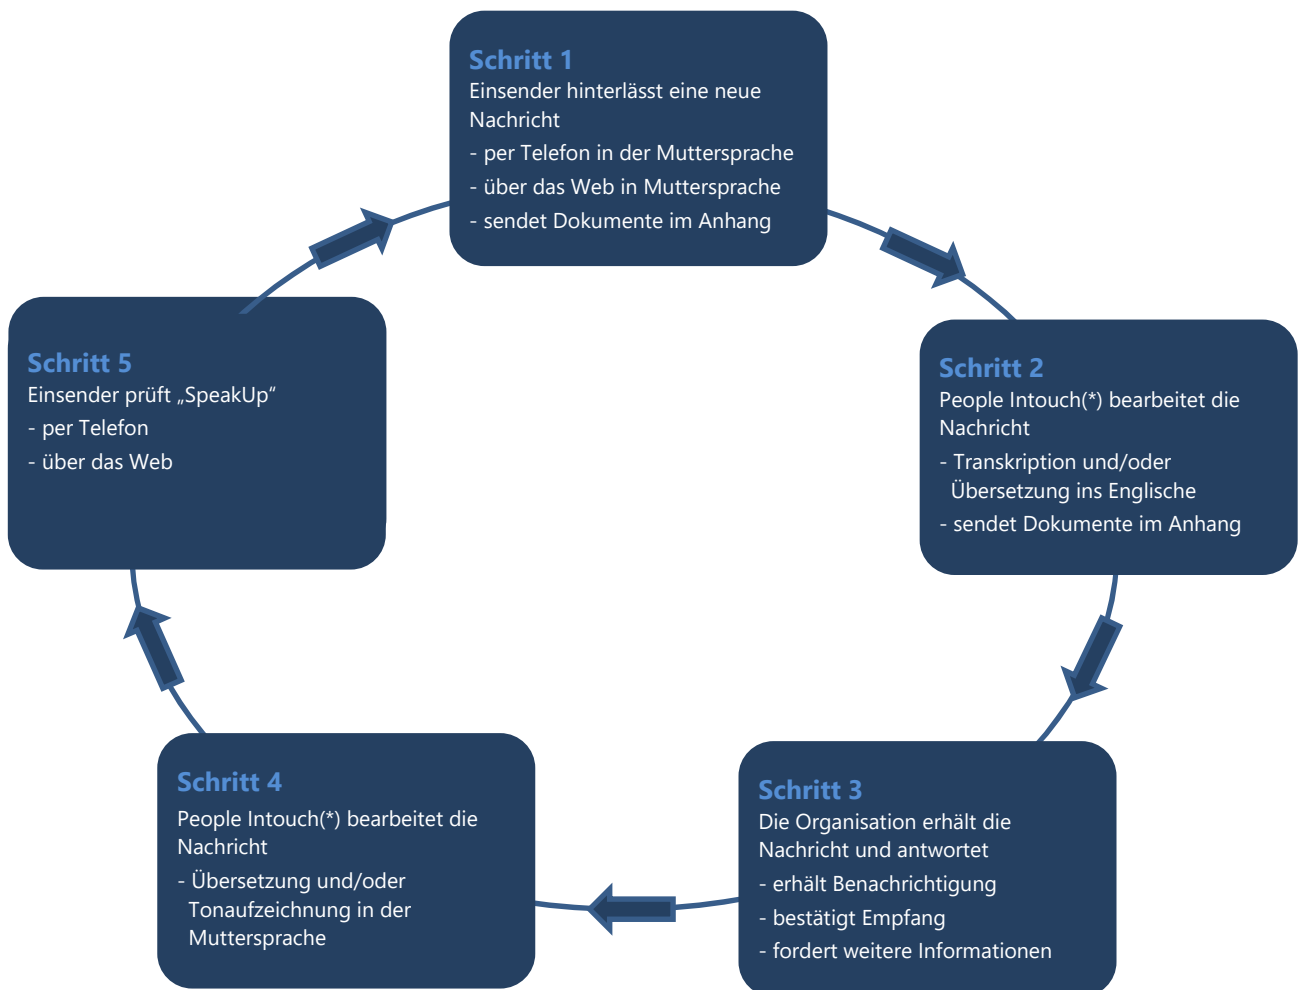 Schritt 1
Einsender hinterlässt eine neue
Nachricht
- per Telefon in der Muttersprache
- über das Web in Muttersprache
- sendet Dokumente im Anhang
Schritt 2
People Intouch(*) bearbeitet die
Nachricht
- Transkription und/oder
Übersetzung ins Englische
- sendet Dokumente im Anhang
Schritt 3
Die Organisation erhält die
Nachricht und antwortet
- erhält Benachrichtigung
- bestätigt Empfang
- fordert weitere Informationen
Schritt 4
People Intouch(*) bearbeitet die
Nachricht
- Übersetzung und/oder
Tonaufzeichnung in der
Muttersprache
Schritt 5
Einsender prüft „SpeakUp“
- per Telefon
- über das Web